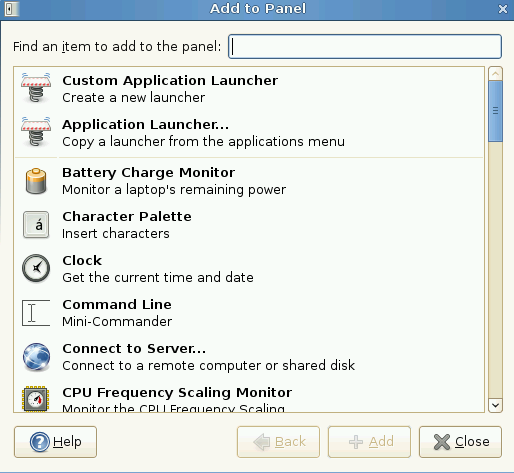 Add to Panel
Find an item to add to the panel:
Custom Application Launcher
Create a new launcher
Application Launcher...
Copy a launcher from the applications menu
Battery Charge Monitor
Monitor a laptop's remaining power
á
Character Palette
Insert characters
Clock
Get the current time and date
Command Line
Mini-Commander
Connect to Server...
Connect to a remote computer or shared disk
CPU Frequency Scaling Monitor
Monitor the CPU Frequency Scaling
Help
Back
Add
Close